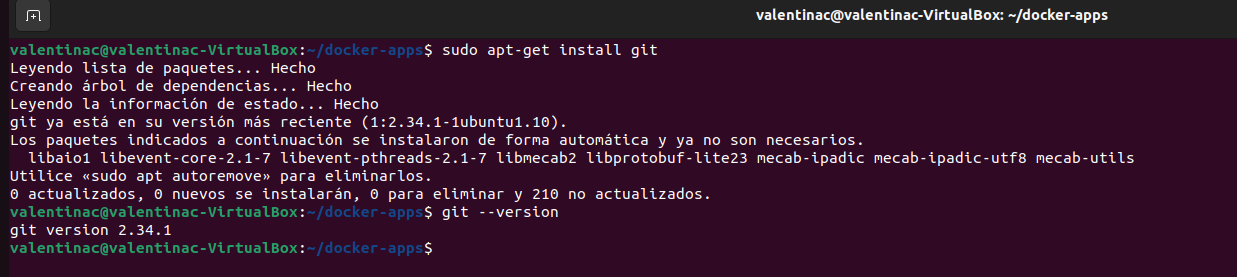 valentinac@valentinac-VirtualBox: ~/docker-apps
valentinac@valentinac-VirtualBox:~/docker-apps$ sudo apt-get install git
Leyendo lista de paquetes... Hecho
Creando árbol de dependencias... Hecho
Leyendo la información de estado... Hecho
git ya está en su versión más reciente (1:2.34.1-1ubuntu1.10).
Los paquetes indicados a continuación se instalaron de forma automática y ya no son necesarios.
  libaio1 libevent-core-2.1-7 libevent-pthreads-2.1-7 libmecab2 libprotobuf-lite23 mecab-ipadic mecab-ipadic-utf8 mecab-utils
Utilice «sudo apt autoremove» para eliminarlos.
0 actualizados, 0 nuevos se instalarán, 0 para eliminar y 210 no actualizados.
valentinac@valentinac-VirtualBox:~/docker-apps$ git --version
git version 2.34.1
valentinac@valentinac-VirtualBox:~/docker-apps$